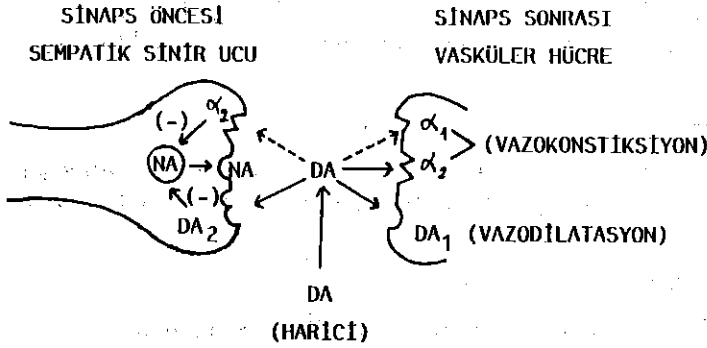 SİNAPS ÖNCESİ
SEMPATİK SİNİR UCU
SİNAPS SONRASI
VASKÜLER HÜCRE
α2
(-)
NA
NA
(-)
DA2
DA
α1
α2
(VAZOKONSTİKSİYON)
DA1 (VAZODİLATASYON)
DA
(HARİCİ)